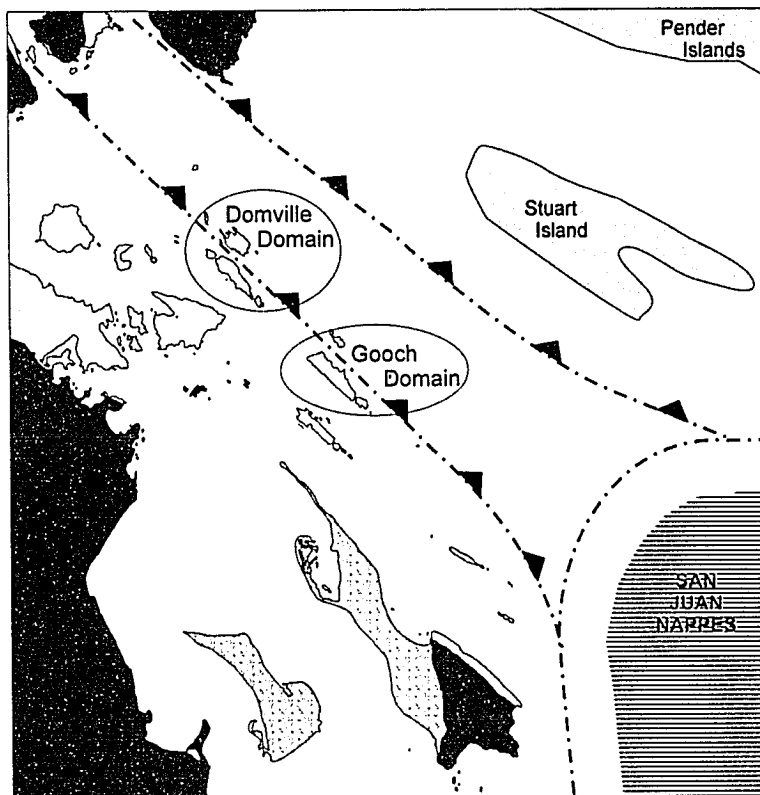 Pender
Islands
Stuart
Island
Domville
Domain
Gooch
Domain
SAN
JUAN
NAPPES